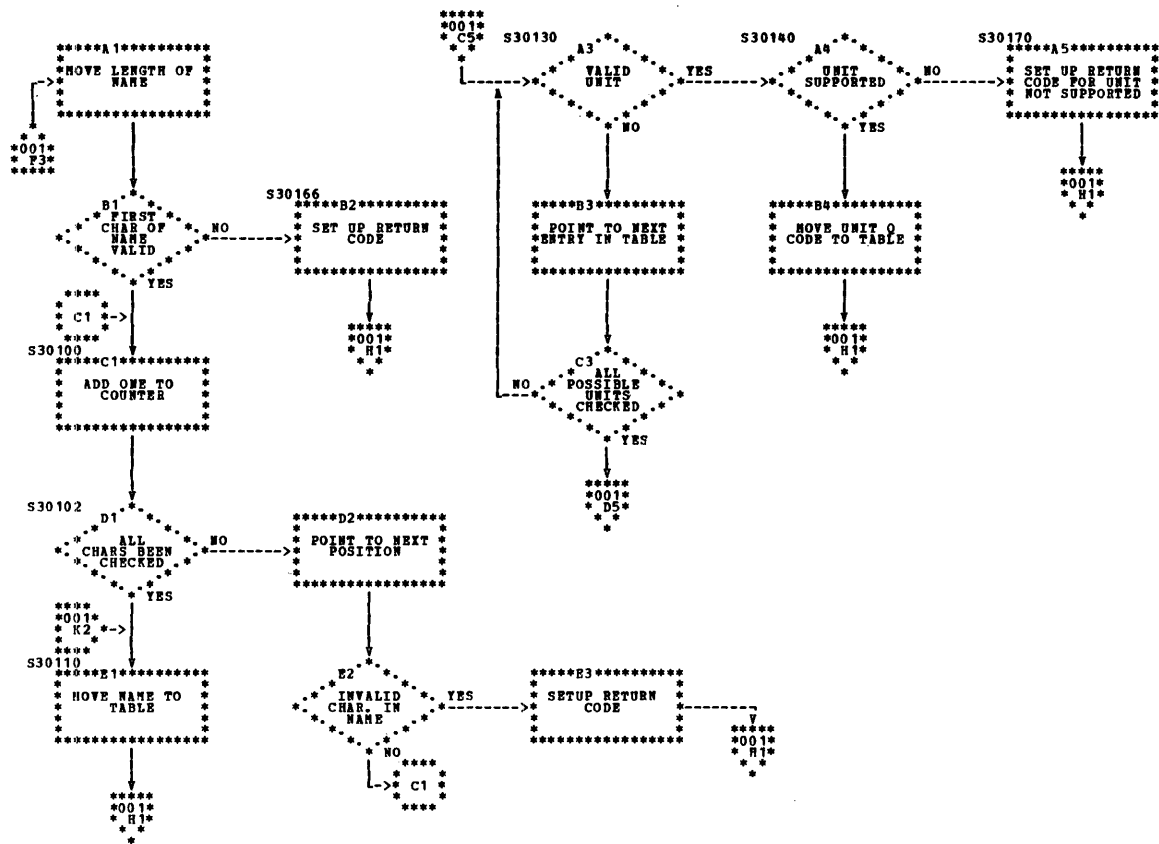 A1
MOVE LENGTH OF
NAME
001
F3
B1
FIRST
CHAR OF
NAME
VALID
NO
YES
S30166
B2
SET UP RETURN
CODE
001
H1
C1
S30100
C1
ADD ONE TO
COUNTER
S30102
D1
ALL
CHARS BEEN
CHECKED
NO
YES
D2
POINT TO NEXT
POSITION
001
K2
S30110
E1
MOVE NAME TO
TABLE
001
H1
E2
INVALID
CHAR. IN
NAME
YES
NO
C1
E3
SETUP RETURN
CODE
001
H1
001
C5
S30130
A3
VALID
UNIT
YES
NO
S30140
A4
UNIT
SUPPORTED
NO
YES
S30170
A5
SET UP RETURN
CODE FOR UNIT
NOT SUPPORTED
001
H1
B3
POINT TO NEXT
ENTRY IN TABLE
B4
MOVE UNIT Q
CODE TO TABLE
001
H1
C3
ALL
POSSIBLE
UNITS
CHECKED
NO
YES
001
D5